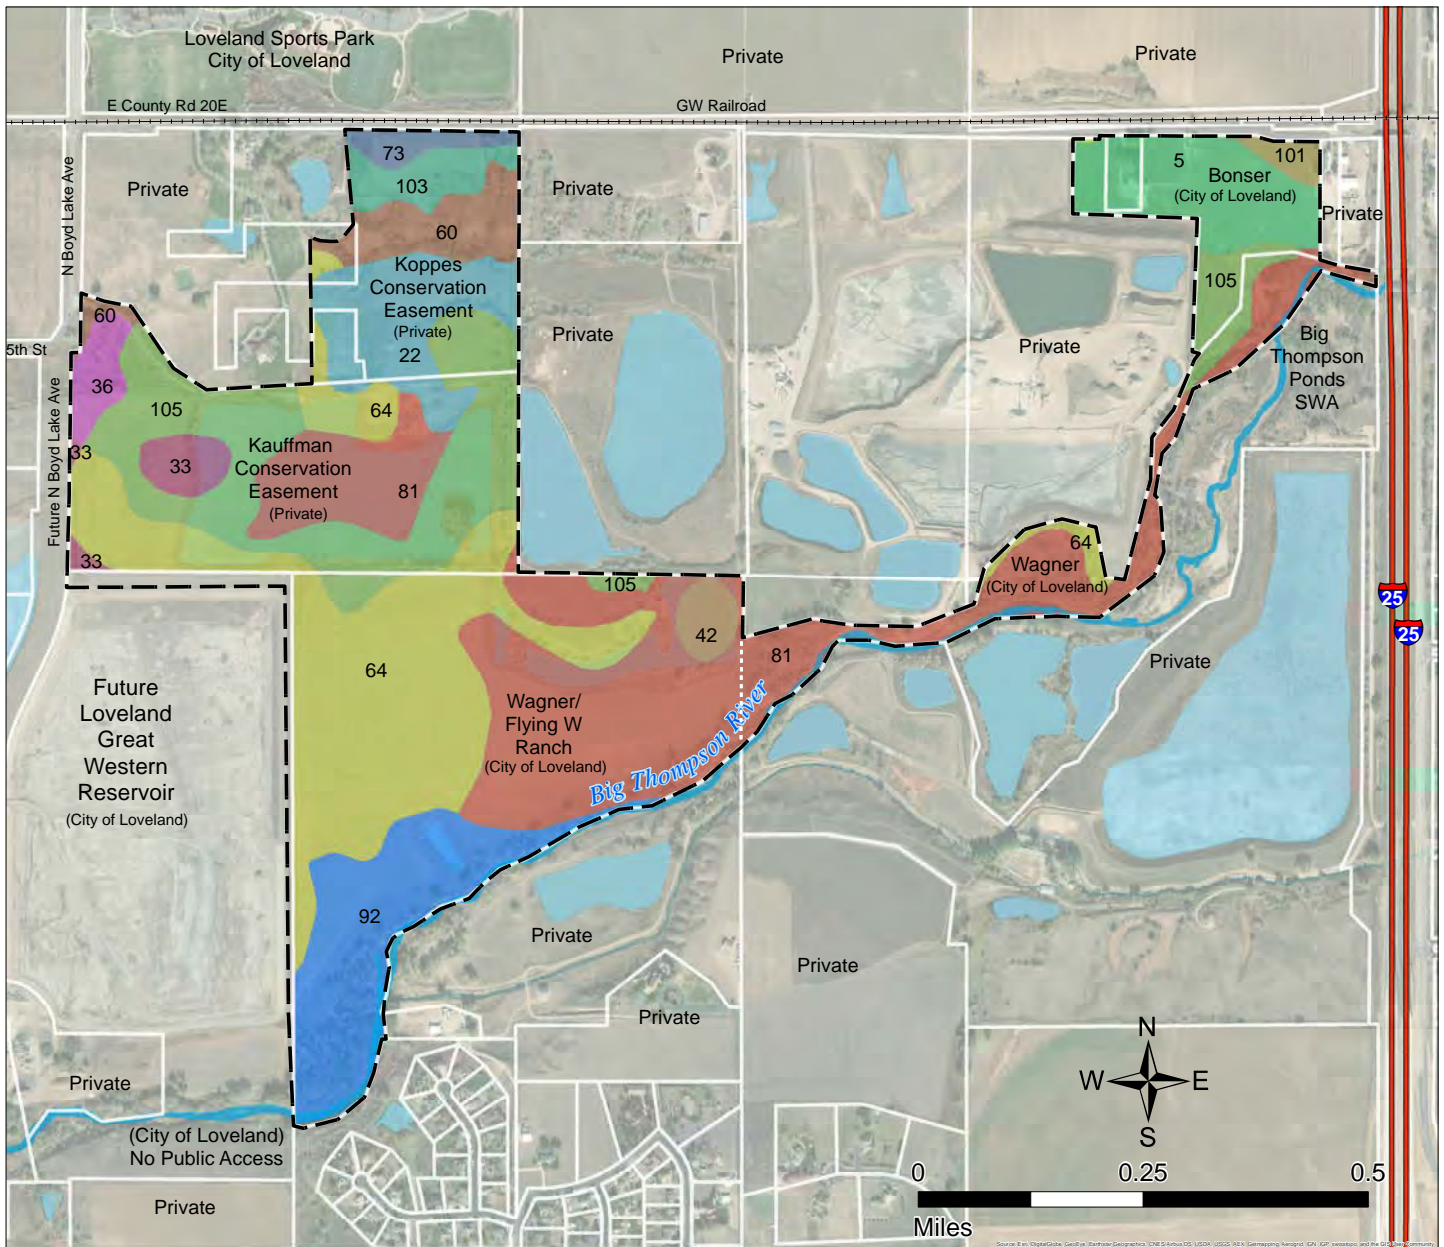 Loveland Sports Park
City of Loveland
Private
Private
E County Rd 20E
GW Railroad
N Boyd Lake Ave
Private
73
103
60
Private
5
101
Bonser
(City of Loveland)
Private
Koppes
Conservation
Easement
(Private)
22
105
60
5th St
36
105
Private
Private
Big
Thompson
Ponds
SWA
Future N Boyd Lake Ave
64
33
33
Kauffman
Conservation
Easement
(Private)
81
33
64
Wagner
(City of Loveland)
105
42
25
25
64
81
Private
Future
Loveland
Great
Western
Reservoir
(City of Loveland)
Wagner/
Flying W
Ranch
(City of Loveland)
Big Thompson River
92
Private
Private
Private
Private
(City of Loveland)
No Public Access
Private
N
W
E
S
0
0.25
0.5
Miles